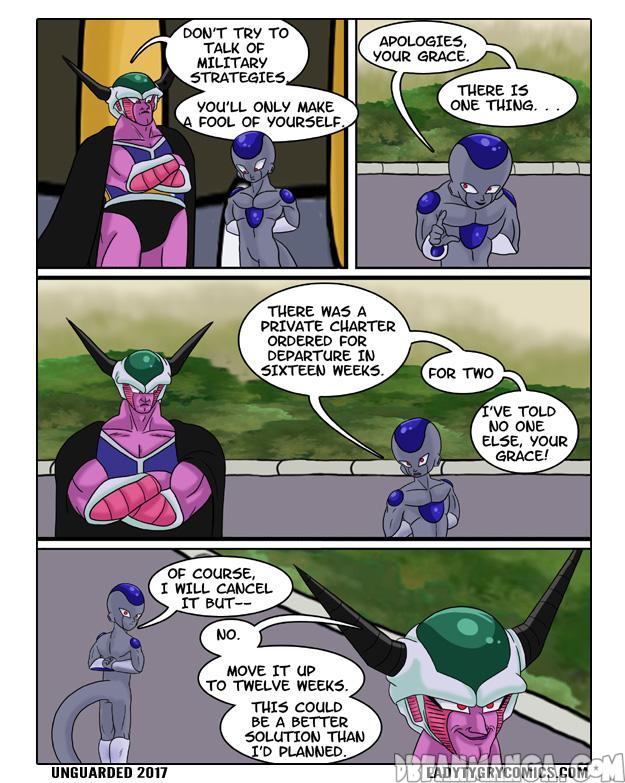 DON'T TRY TO
TALK OF
MILITARY
STRATEGIES.
YOU'LL ONLY MAKE
A FOOL OF YOURSELF.
APOLOGIES,
YOUR GRACE.
THERE IS
ONE THING. . .
THERE WAS A
PRIVATE CHARTER
ORDERED FOR
DEPARTURE IN
SIXTEEN WEEKS.
FOR TWO
I'VE TOLD
NO ONE
ELSE, YOUR
GRACE!
OF COURSE,
I WILL CANCEL
IT BUT--
NO.
MOVE IT UP
TO TWELVE WEEKS.
THIS COULD
BE A BETTER
SOLUTION THAN
I'D PLANNED.
DBFANMANGA.COM
UNGUARDED 2017
LADYTYGRYCOMICS.COM